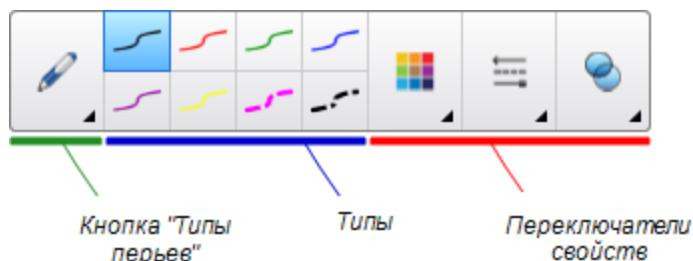 Кнопка "Типы
перьев"
Типы
Переключатели
свойств